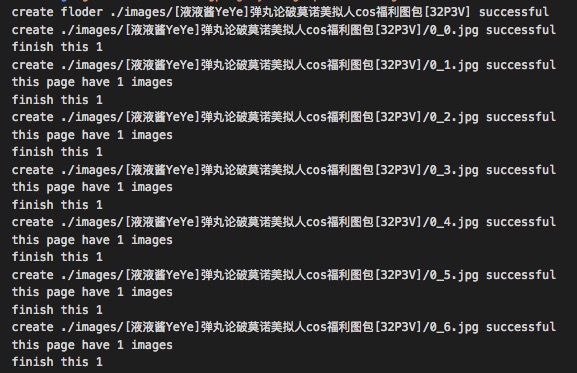 create floder ./images/[液液酱YeYe]弹丸论破莫诺美拟人cos福利图包[32P3V] successful
create ./images/[液液酱YeYe]弹丸论破莫诺美拟人cos福利图包[32P3V]/0_0.jpg successful
finish this 1
create ./images/[液液酱YeYe]弹丸论破莫诺美拟人cos福利图包[32P3V]/0_1.jpg successful
this page have 1 images
finish this 1
create ./images/[液液酱YeYe]弹丸论破莫诺美拟人cos福利图包[32P3V]/0_2.jpg successful
this page have 1 images
finish this 1
create ./images/[液液酱YeYe]弹丸论破莫诺美拟人cos福利图包[32P3V]/0_3.jpg successful
this page have 1 images
finish this 1
create ./images/[液液酱YeYe]弹丸论破莫诺美拟人cos福利图包[32P3V]/0_4.jpg successful
this page have 1 images
finish this 1
create ./images/[液液酱YeYe]弹丸论破莫诺美拟人cos福利图包[32P3V]/0_5.jpg successful
this page have 1 images
finish this 1
create ./images/[液液酱YeYe]弹丸论破莫诺美拟人cos福利图包[32P3V]/0_6.jpg successful
this page have 1 images
finish this 1